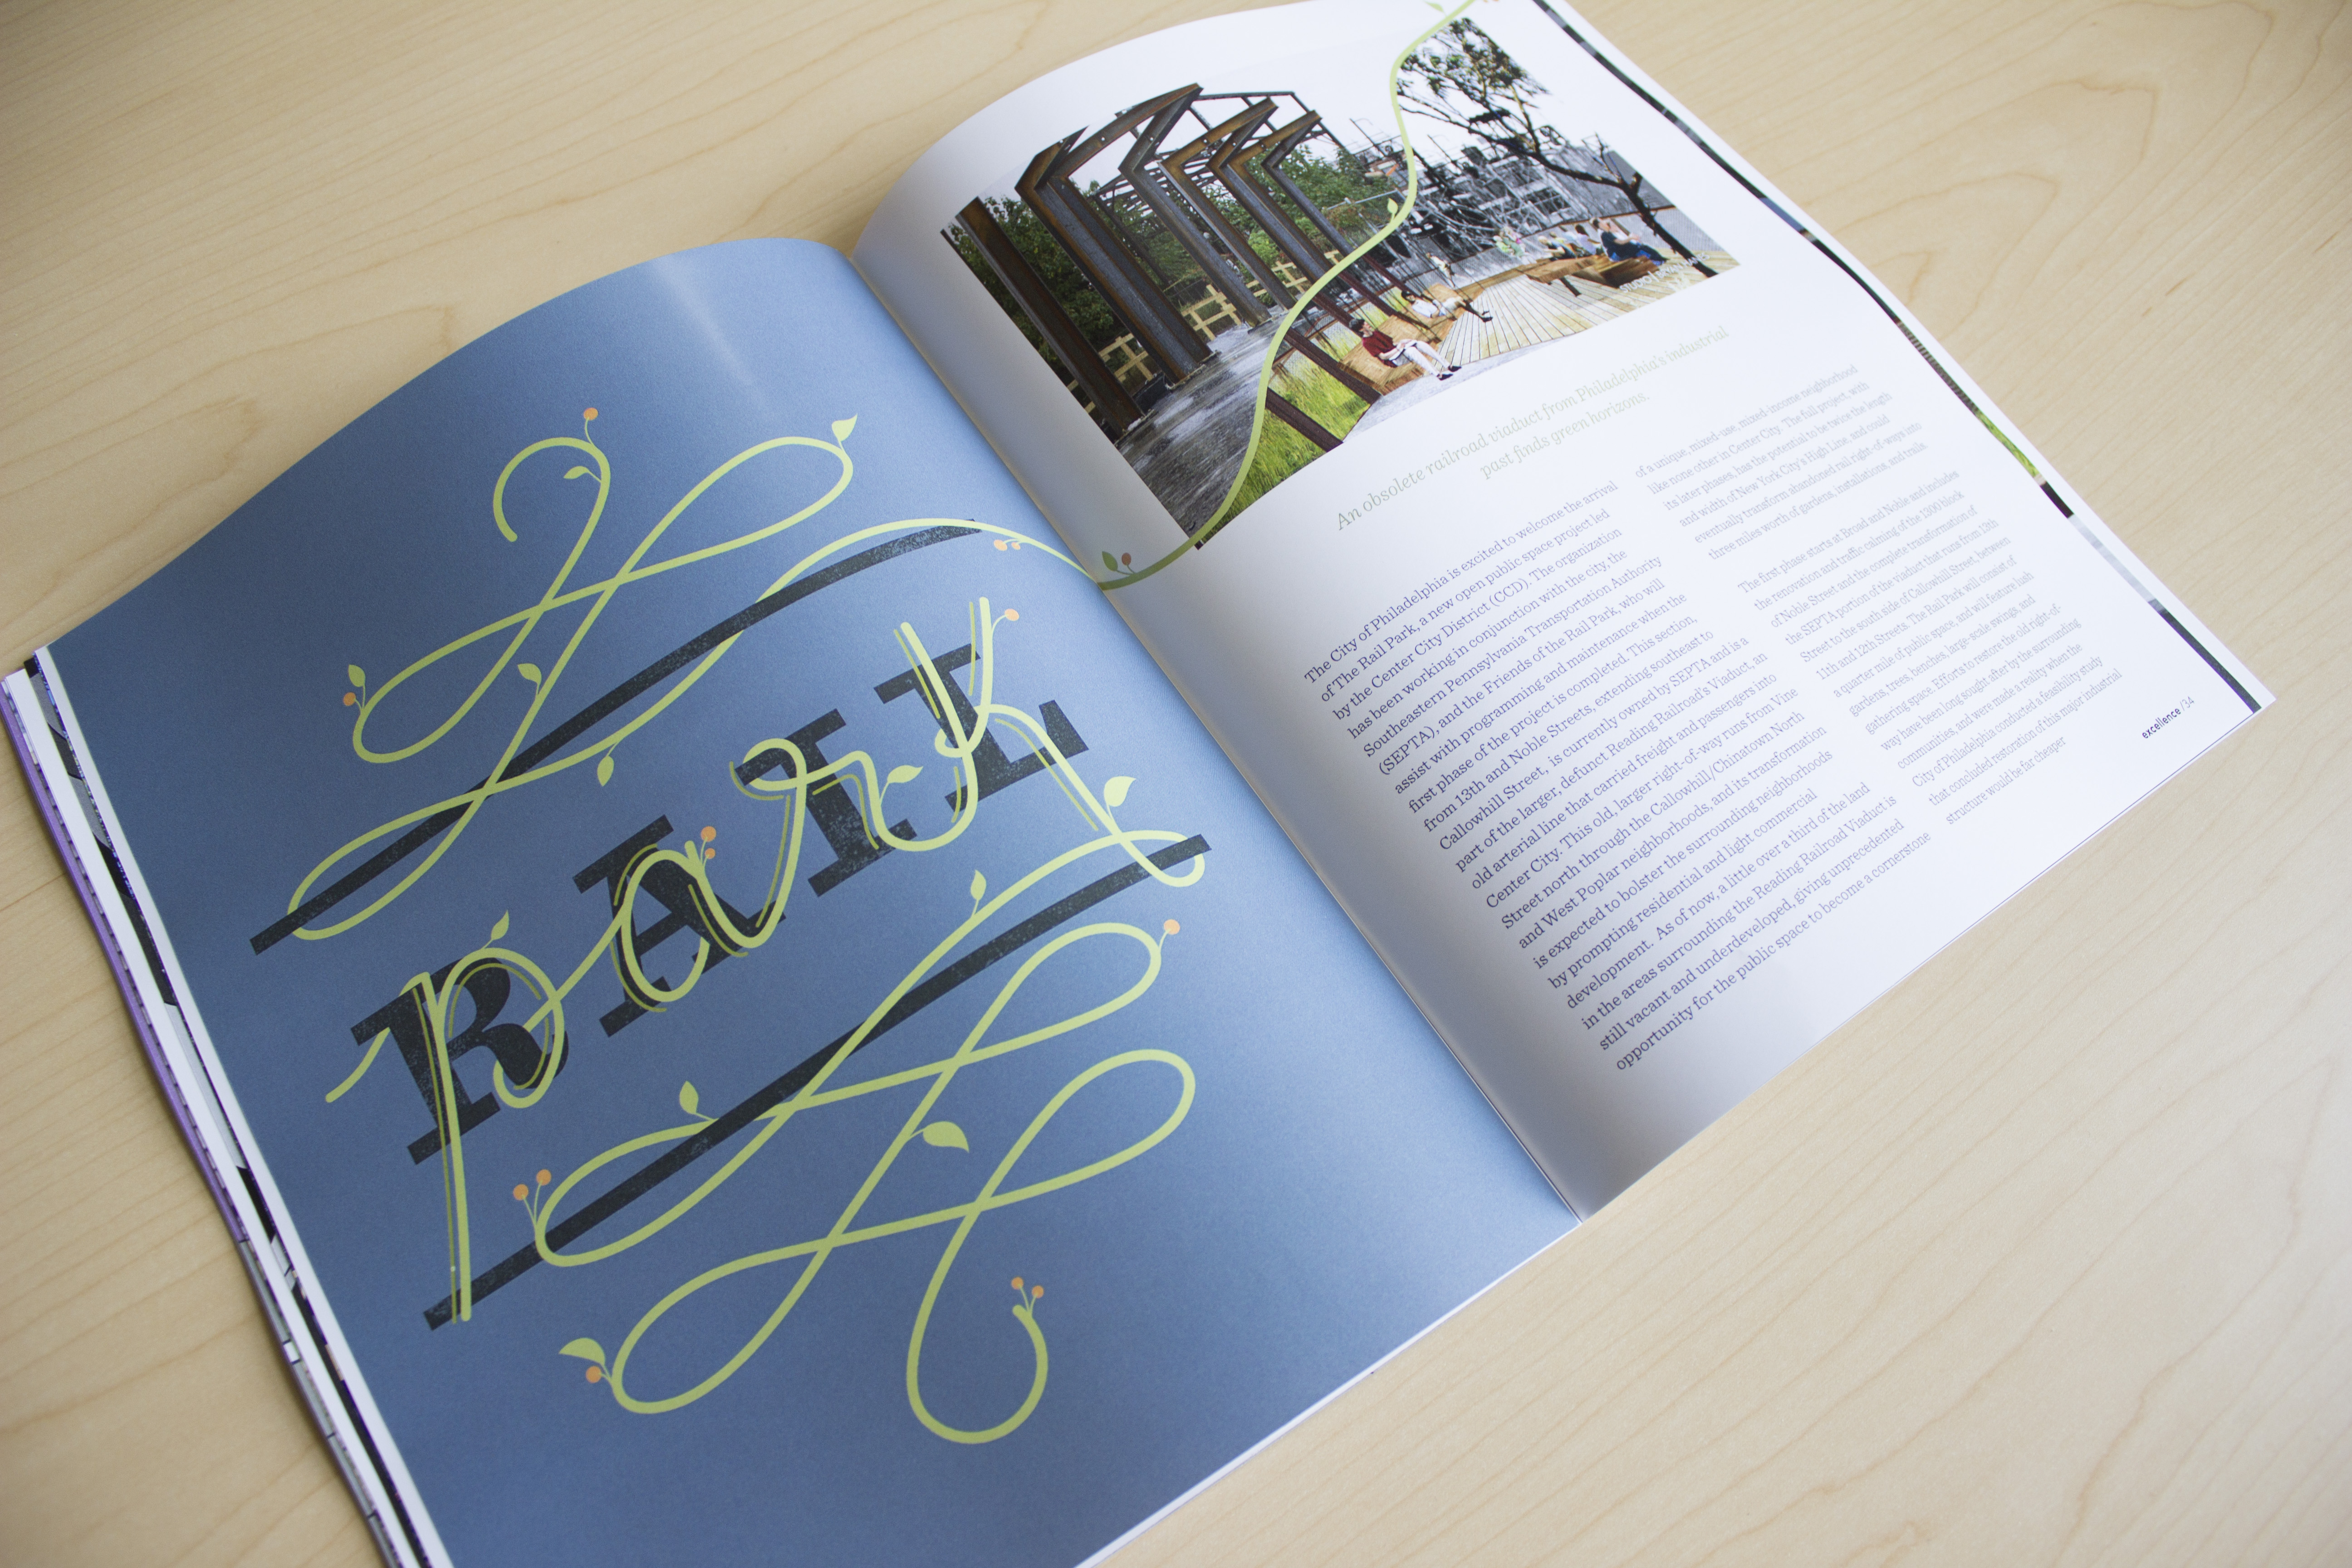 RAIL
Park
An obsolete railroad viaduct from Philadelphia's industrial
past finds green horizons.
The City of Philadelphia is excited to welcome the arrival
of The Rail Park, a new open public space project led
by the Center City District (CCD). The organization
has been working in conjunction with the city, the
Southeastern Pennsylvania Transportation Authority
(SEPTA), and the Friends of the Rail Park, who will
assist with programming and maintenance when the
first phase of the project is completed. This section,
from 13th and Noble Streets, extending southeast to
Callowhill Street, is currently owned by SEPTA and is a
part of the larger, defunct Reading Railroad's Viaduct, an
old arterial line that carried freight and passengers into
Center City. This old, larger right-of-way runs from Vine
Street north through the Callowhill/Chinatown North
and West Poplar neighborhoods, and its transformation
is expected to bolster the surrounding neighborhoods
by prompting residential and light commercial
development. As of now, a little over a third of the land
in the areas surrounding the Reading Railroad Viaduct is
still vacant and underdeveloped, giving unprecedented
opportunity for the public space to become a cornerstone
of a unique, mixed-use, mixed-income neighborhood
like none other in Center City. The full project, with
its later phases, has the potential to be twice the length
and width of New York City's High Line, and could
eventually transform abandoned rail right-of-ways into
three miles worth of gardens, installations, and trails.
The first phase starts at Broad and Noble and includes
the renovation and traffic calming of the 1300 block
of Noble Street and the complete transformation of
the SEPTA portion of the viaduct that runs from 13th
Street to the south side of Callowhill Street, between
11th and 12th Streets. The Rail Park will consist of
a quarter mile of public space, and will feature lush
gardens, trees, benches, large-scale swings, and
gathering space. Efforts to restore the old right-of-
way have been long sought after by the surrounding
communities, and were made a reality when the
City of Philadelphia conducted a feasibility study
that concluded restoration of this major industrial
structure would be far cheaper
excellence /34